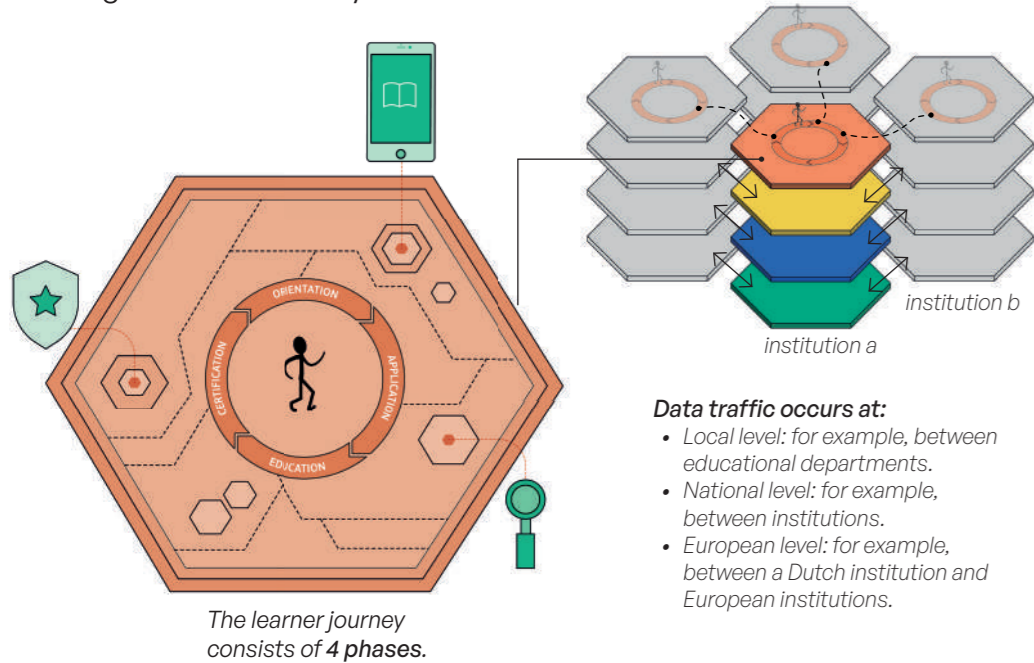 ORIENTATION
APPLICATION
EDUCATION
CERTIFICATION
The learner journey
consists of 4 phases.
institution b
institution a
Data traffic occurs at:
• Local level: for example, between
educational departments.
• National level: for example,
between institutions.
• European level: for example,
between a Dutch institution and
European institutions.